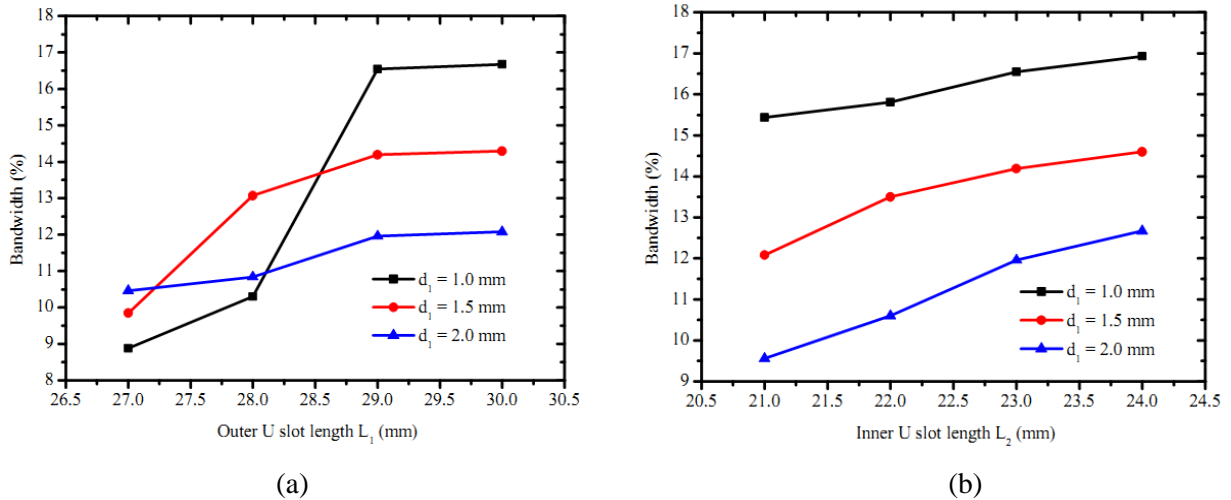 18
17
16
15
14
13
12
11
10
9
8
Bandwidth (%)
d₁ = 1.0 mm
d₁ = 1.5 mm
d₁ = 2.0 mm
26.5 27.0 27.5 28.0 28.5 29.0 29.5 30.0 30.5
Outer U slot length L₁ (mm)
(a)
18
17
16
15
14
13
12
11
10
9
Bandwidth (%)
d₁ = 1.0 mm
d₁ = 1.5 mm
d₁ = 2.0 mm
20.5 21.0 21.5 22.0 22.5 23.0 23.5 24.0 24.5
Inner U slot length L₂ (mm)
(b)